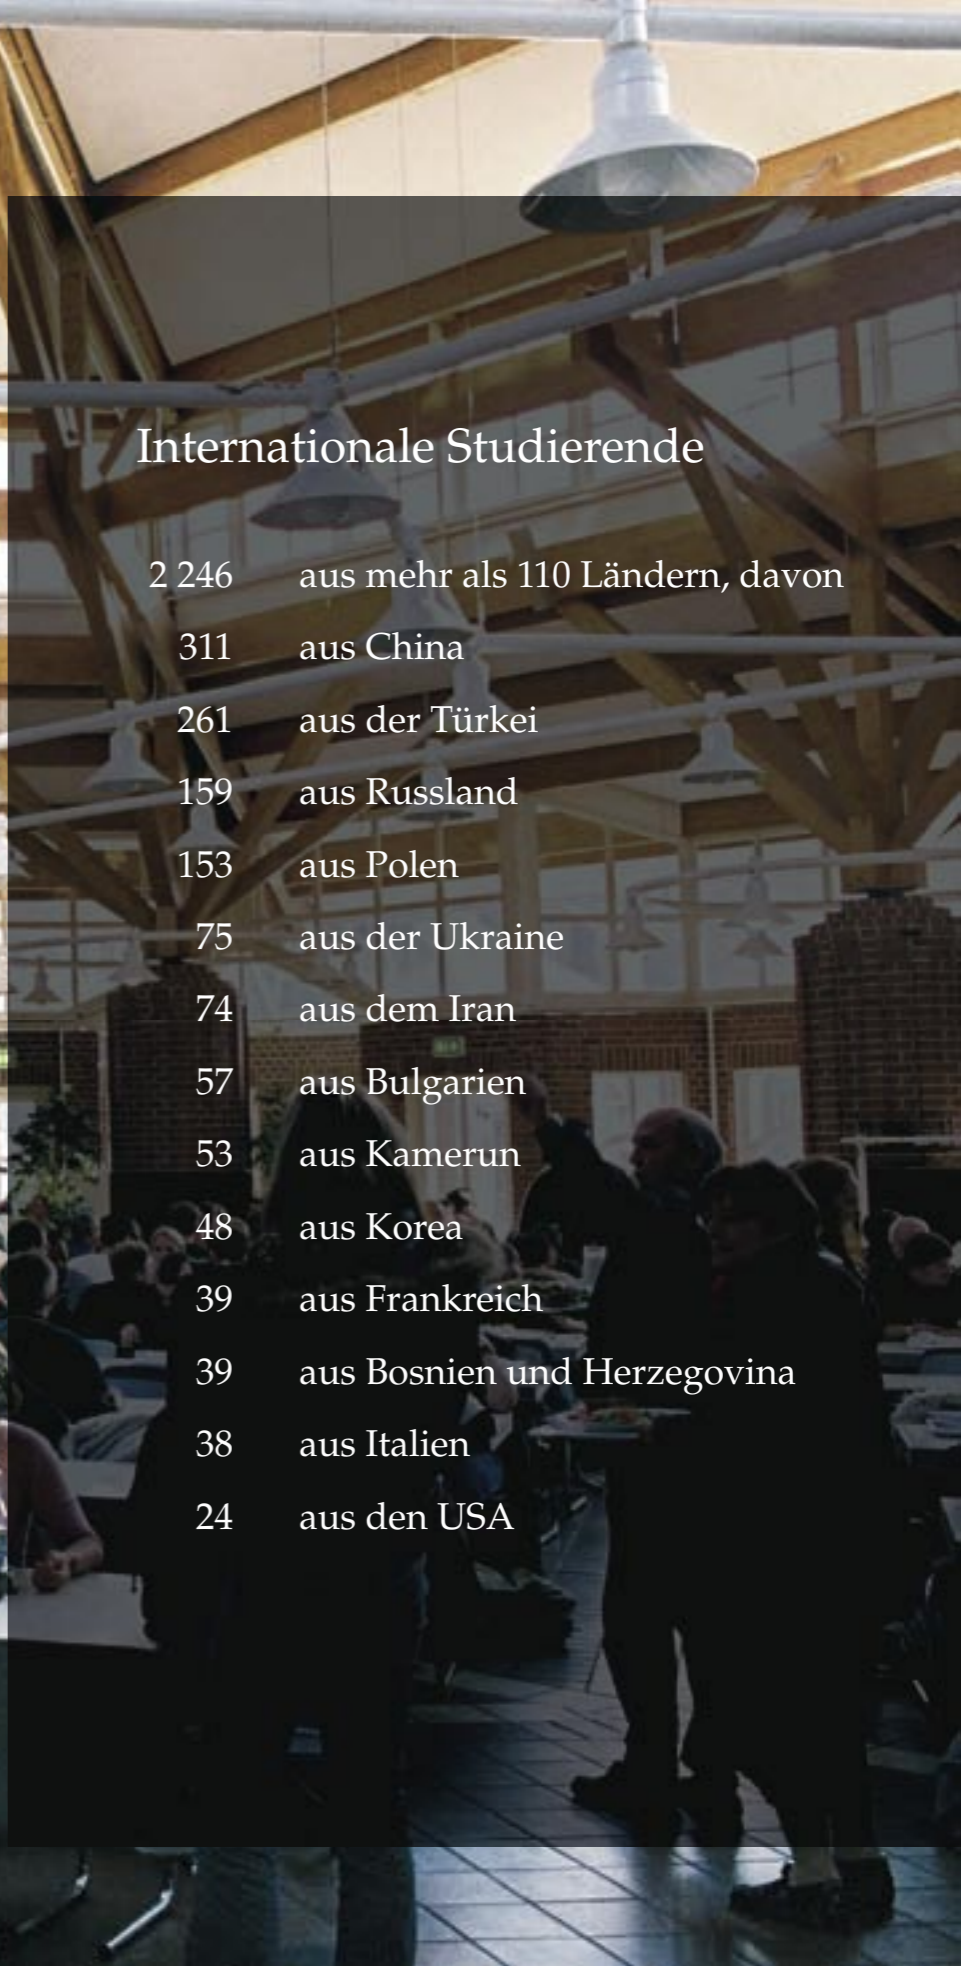 Internationale Studierende
2 246 aus mehr als 110 Ländern, davon
311 aus China
261 aus der Türkei
159 aus Russland
153 aus Polen
75 aus der Ukraine
74 aus dem Iran
57 aus Bulgarien
53 aus Kamerun
48 aus Korea
39 aus Frankreich
39 aus Bosnien und Herzegovina
38 aus Italien
24 aus den USA